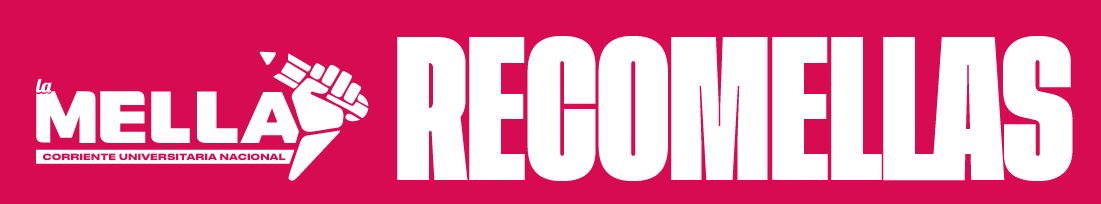 la
MELLA
CORRIENTE UNIVERSITARIA NACIONAL
RECOMELLAS